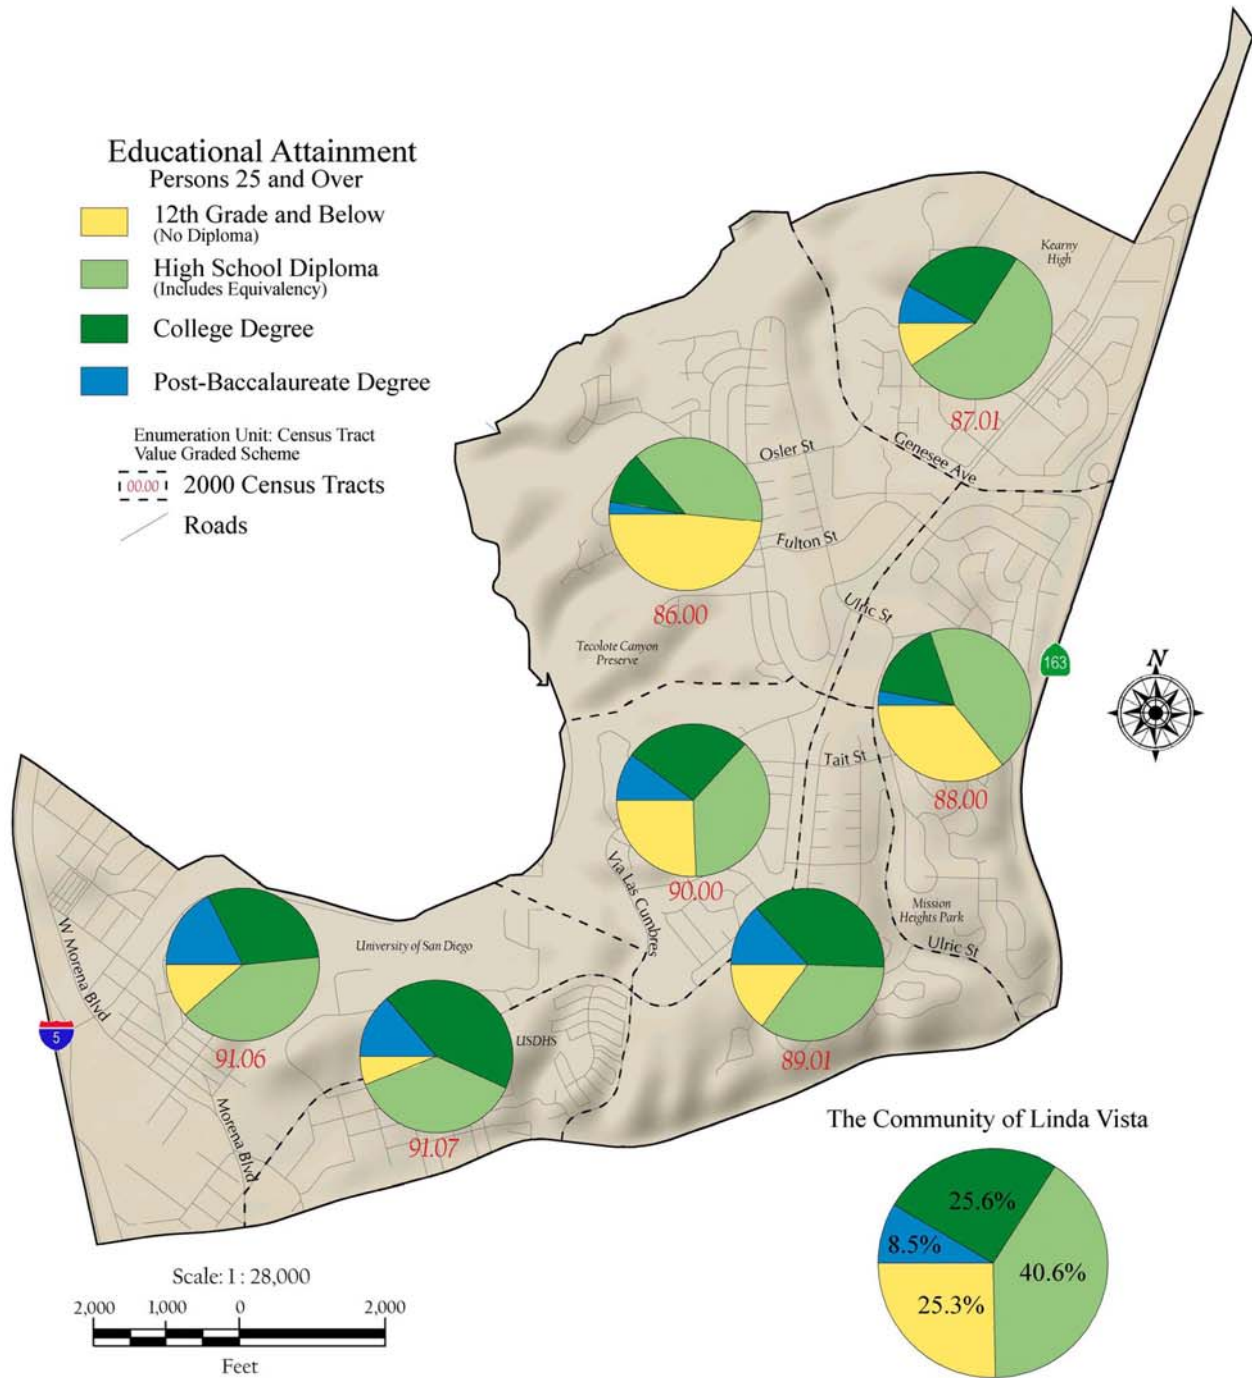 Educational Attainment
Persons 25 and Over
12th Grade and Below
(No Diploma)
High School Diploma
(Includes Equivalency)
College Degree
Post-Baccalaureate Degree
Enumeration Unit: Census Tract
Value Graded Scheme
00.00
2000 Census Tracts
Roads
Kearny
High
87.01
Genesee Ave
Osler St
Fulton St
86.00
Ulric St
Tecolote Canyon
Preserve
163
N
Tait St
88.00
90.00
Via Las Cumbres
Mission
Heights Park
Ulric St
University of San Diego
W Morena Blvd
5
91.06
USDHS
89.01
91.07
Morena Blvd
The Community of Linda Vista
25.6%
8.5%
40.6%
25.3%
Scale: 1 : 28,000
2,000 1,000 0 2,000
Feet